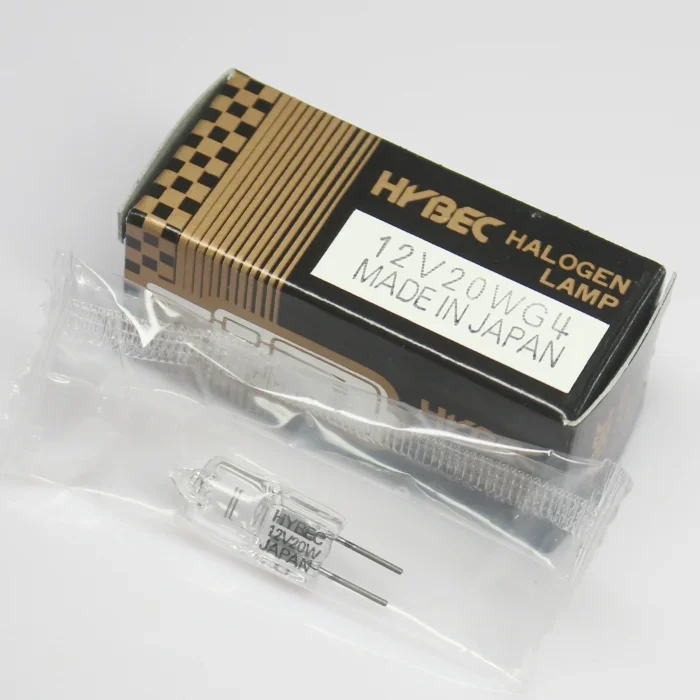 HYBEC HALOGEN
LAMP
12V20WG4
MADE IN JAPAN
HYBEC
12V20W
JAPAN